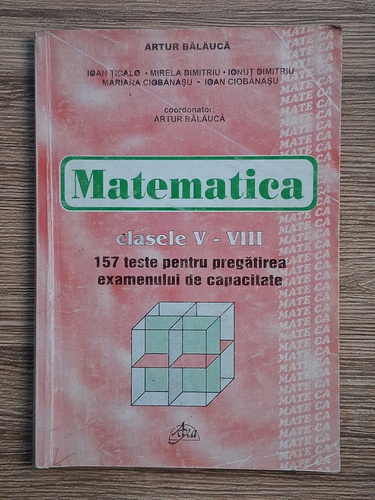 ARTUR BĂLĂUCĂ
IOAN ȚICALO • MIRELA DIMITRIU • IONUȚ DIMITRIU
MARIANA CIOBANAȘU • IOAN CIOBANAȘU
coordonator:
ARTUR BĂLĂUCĂ
Matematica
clasele V - VIII
157 teste pentru pregătirea
examenului de capacitate